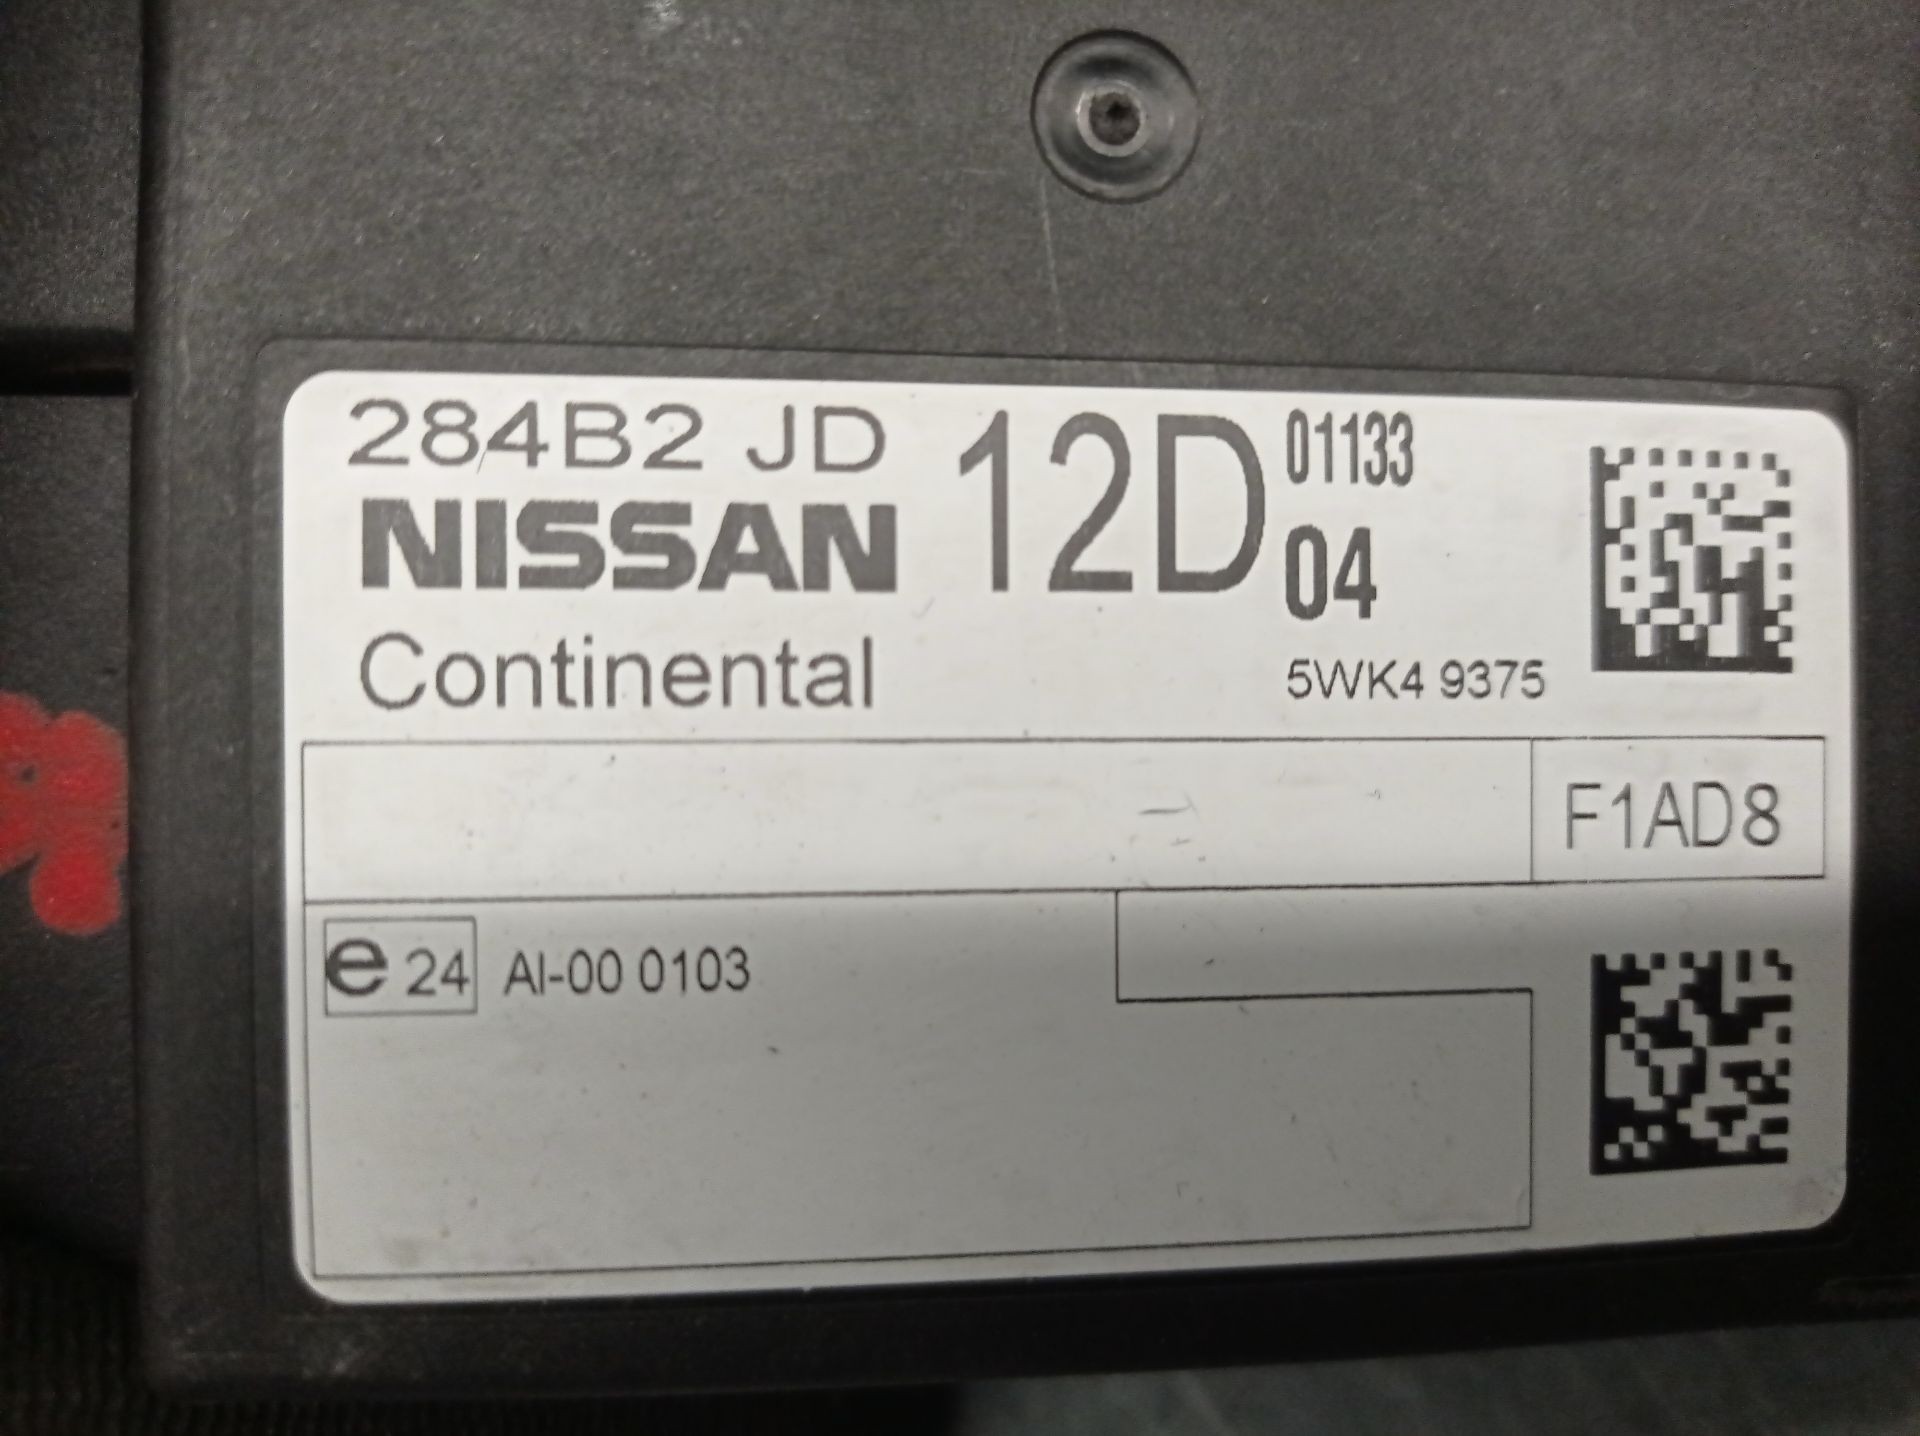 284B2 JD 12D 01133
NISSAN 04
Continental 5WK4 9375
F1AD8
e 24 AI-00 0103